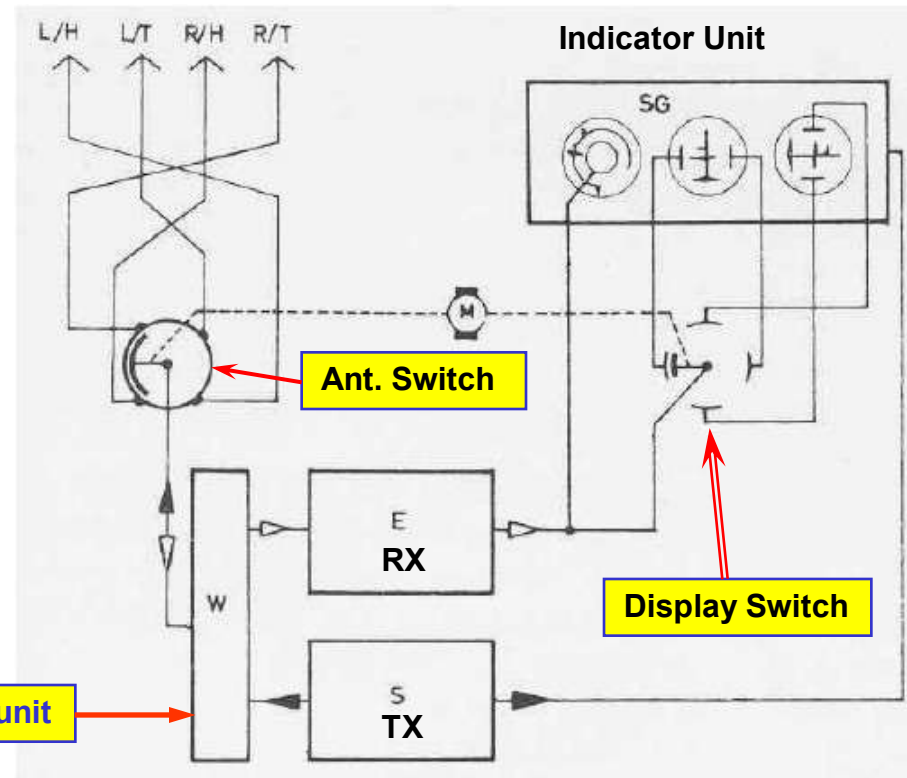 L/H L/T R/H R/T
Indicator Unit
SG
M
Ant. Switch
E
RX
Display Switch
W
S
TX
unit